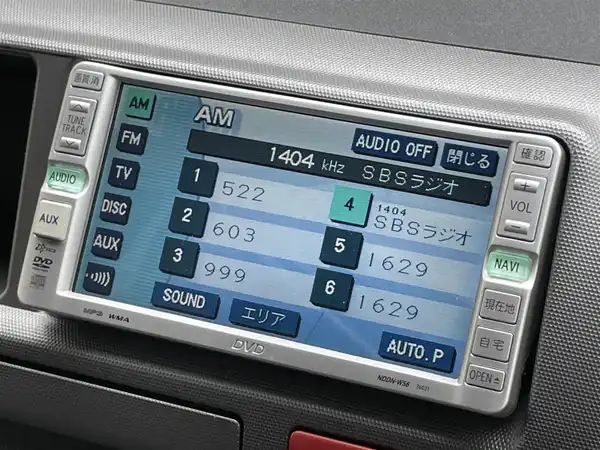 画質消
TUNE
TRACK
AUDIO
AUX
DVD
AM
FM
TV
DISC
AUX
AM
AUDIO OFF
閉じる
1404 kHz SBSラジオ
1 522
2 603
3 999
4 1404
SBSラジオ
5 1629
6 1629
SOUND
エリア
AUTO.P
確認
+
VOL
−
NAVI
現在地
自宅
OPEN
MP3 WMA
DVD
NDDN-W56